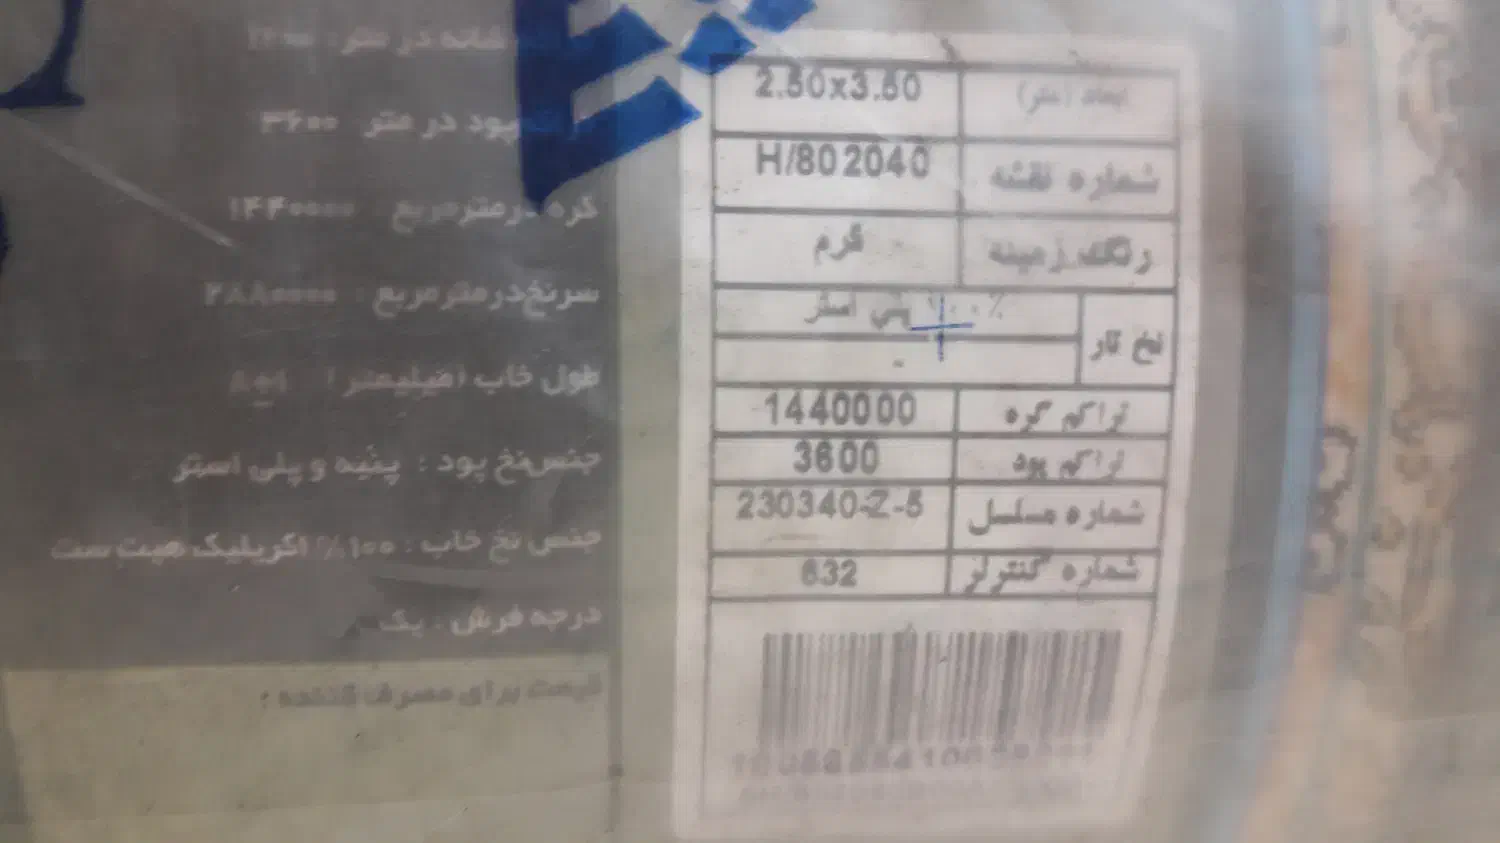 شانه در متر:
پود در متر ۳۶۰۰
گره درمترمربع ۱۴۴۰۰۰۰
سرنخ‌درمترمربع : ۲۸۸۰۰۰۰
طول خاب (میلیمتر)
جنس‌نخ پود : پنبه و پلی استر
جنس نخ خاب : ۱۰۰٪ اکریلیک هیت ست
درجه فرش : یک
قیمت برای مصرف کننده :
ابعاد (متر) 2.50x3.50
شماره نقشه H/802040
رنگ زمینه کرم
نخ تار ۱۰۰٪ پلی استر
-
تراکم گره 1440000
تراکم پود 3600
شماره مسلسل 230340-Z-5
شماره کنترلر 632